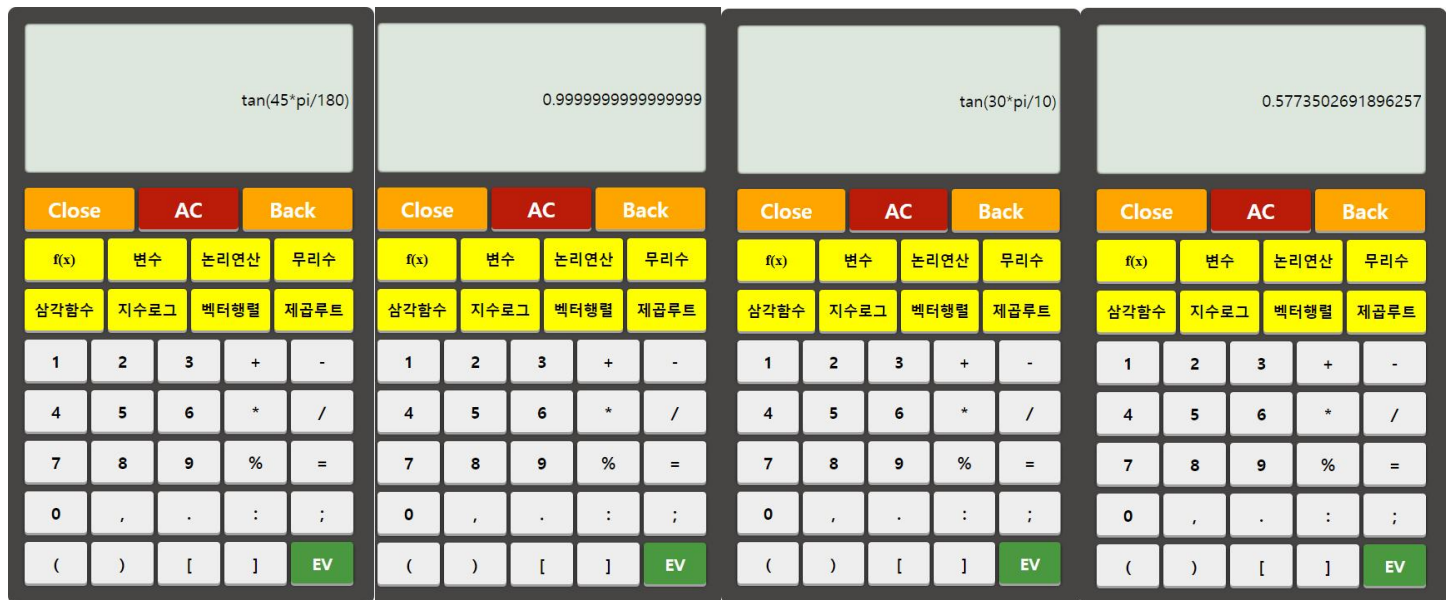 tan(45*pi/180)
Close AC Back
f(x) 변수 논리연산 무리수
삼각함수 지수로그 벡터행렬 제곱루트
1 2 3 + -
4 5 6 * /
7 8 9 % =
0 , . : ;
( ) [ ] EV
0.9999999999999999
Close AC Back
f(x) 변수 논리연산 무리수
삼각함수 지수로그 벡터행렬 제곱루트
1 2 3 + -
4 5 6 * /
7 8 9 % =
0 , . : ;
( ) [ ] EV
tan(30*pi/10)
Close AC Back
f(x) 변수 논리연산 무리수
삼각함수 지수로그 벡터행렬 제곱루트
1 2 3 + -
4 5 6 * /
7 8 9 % =
0 , . : ;
( ) [ ] EV
0.5773502691896257
Close AC Back
f(x) 변수 논리연산 무리수
삼각함수 지수로그 벡터행렬 제곱루트
1 2 3 + -
4 5 6 * /
7 8 9 % =
0 , . : ;
( ) [ ] EV